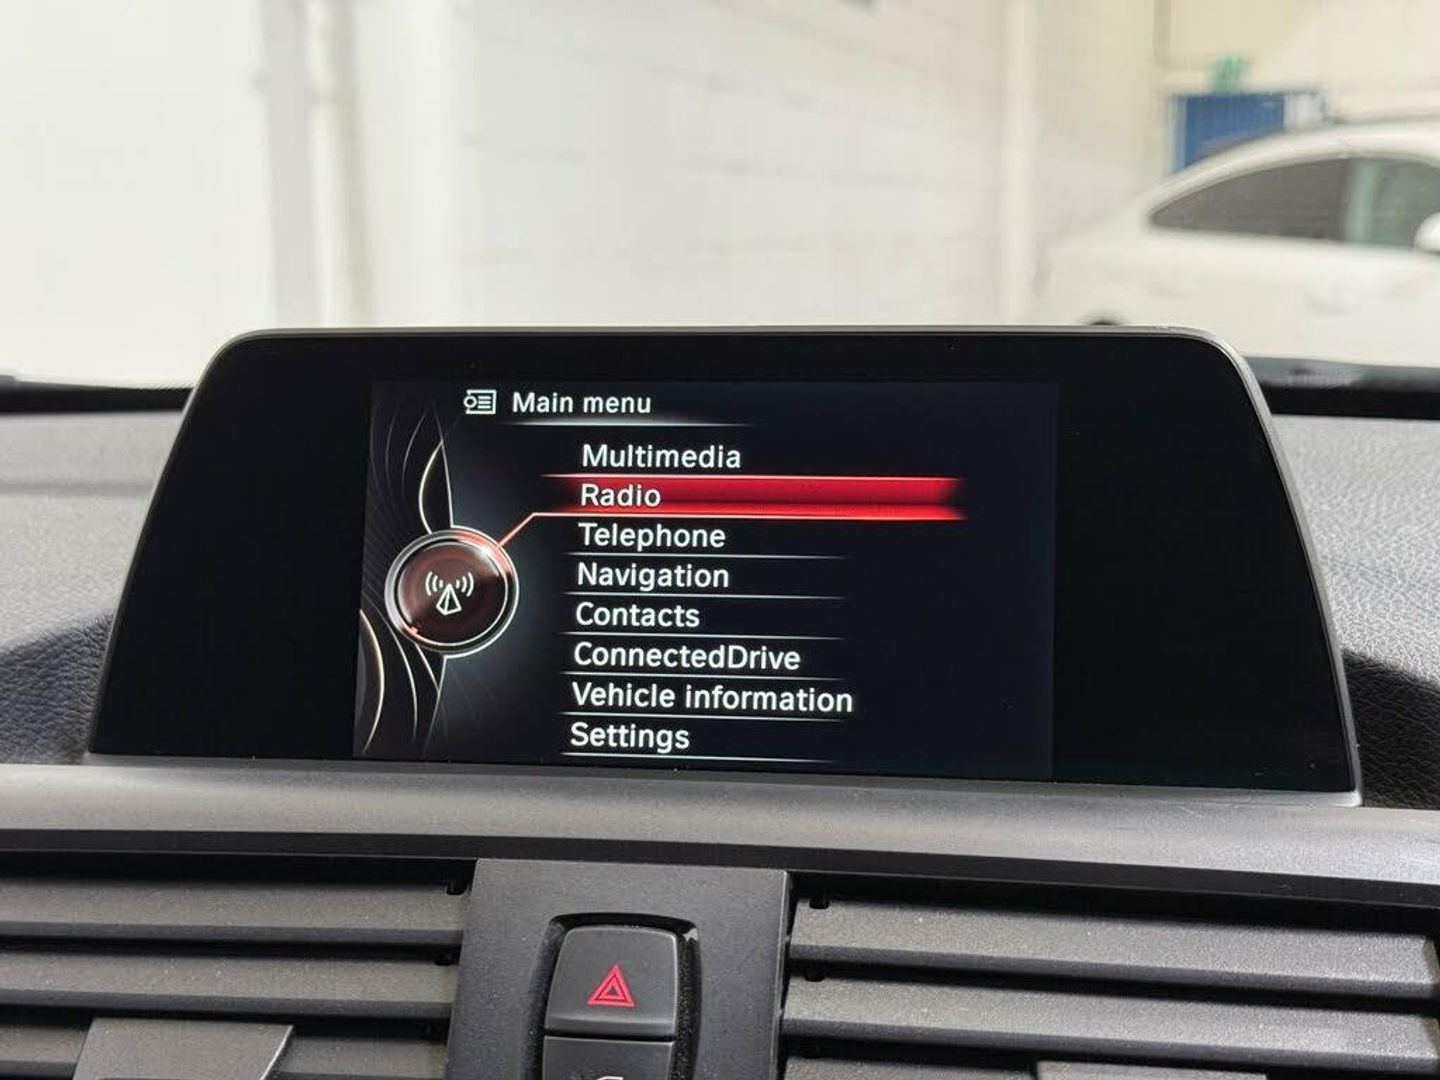 Main menu
Multimedia
Radio
Telephone
Navigation
Contacts
ConnectedDrive
Vehicle information
Settings